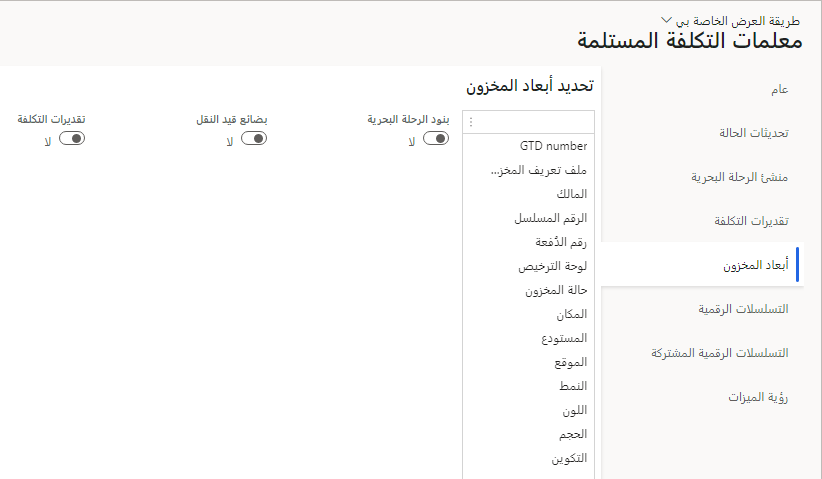 طريقة العرض الخاصة بي
معلمات التكلفة المستلمة
عام
تحديثات الحالة
منشئ الرحلة البحرية
تقديرات التكلفة
أبعاد المخزون
التسلسلات الرقمية
التسلسلات الرقمية المشتركة
رؤية الميزات
تحديد أبعاد المخزون
GTD number
ملف تعريف المخز...
المالك
الرقم المسلسل
رقم الدُفعة
لوحة الترخيص
حالة المخزون
المكان
المستودع
الموقع
النمط
اللون
الحجم
التكوين
بنود الرحلة البحرية
لا
بضائع قيد النقل
لا
تقديرات التكلفة
لا